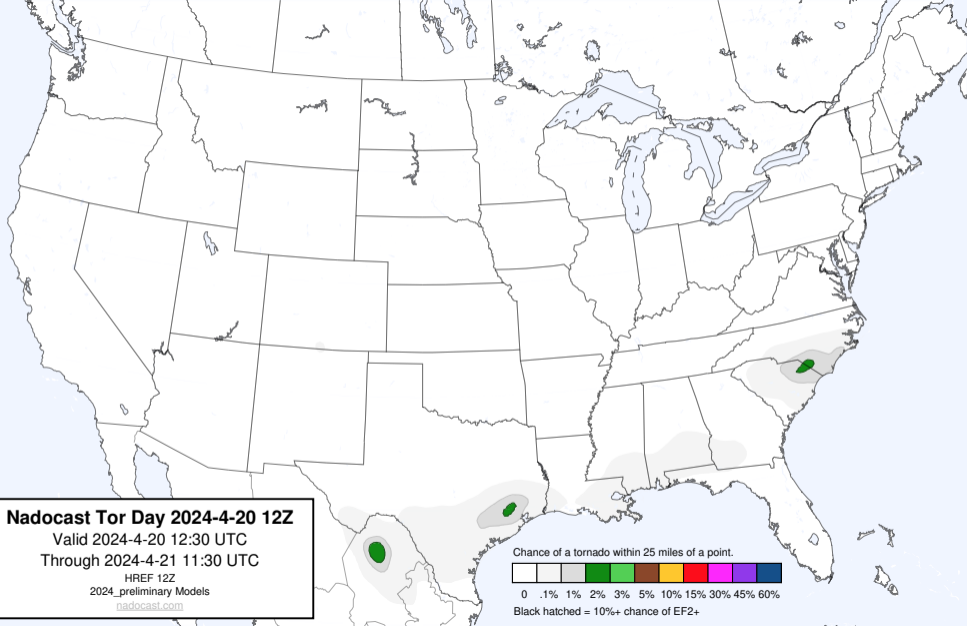 Nadocast Tor Day 2024-4-20 12Z
Valid 2024-4-20 12:30 UTC
Through 2024-4-21 11:30 UTC
HREF 12Z
2024_preliminary Models
nadocast.com
Chance of a tornado within 25 miles of a point.
0 .1% 1% 2% 3% 5% 10% 15% 30% 45% 60%
Black hatched = 10%+ chance of EF2+